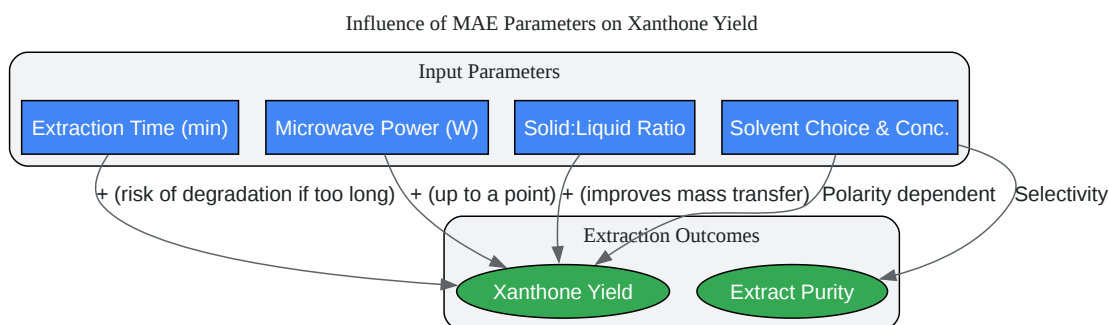 Influence of MAE Parameters on Xanthone Yield
Input Parameters
Extraction Time (min)
Microwave Power (W)
Solid:Liquid Ratio
Solvent Choice & Conc.
+ (risk of degradation if too long)
+ (up to a point)
+ (improves mass transfer)
Polarity dependent
Selectivity
Extraction Outcomes
Xanthone Yield
Extract Purity